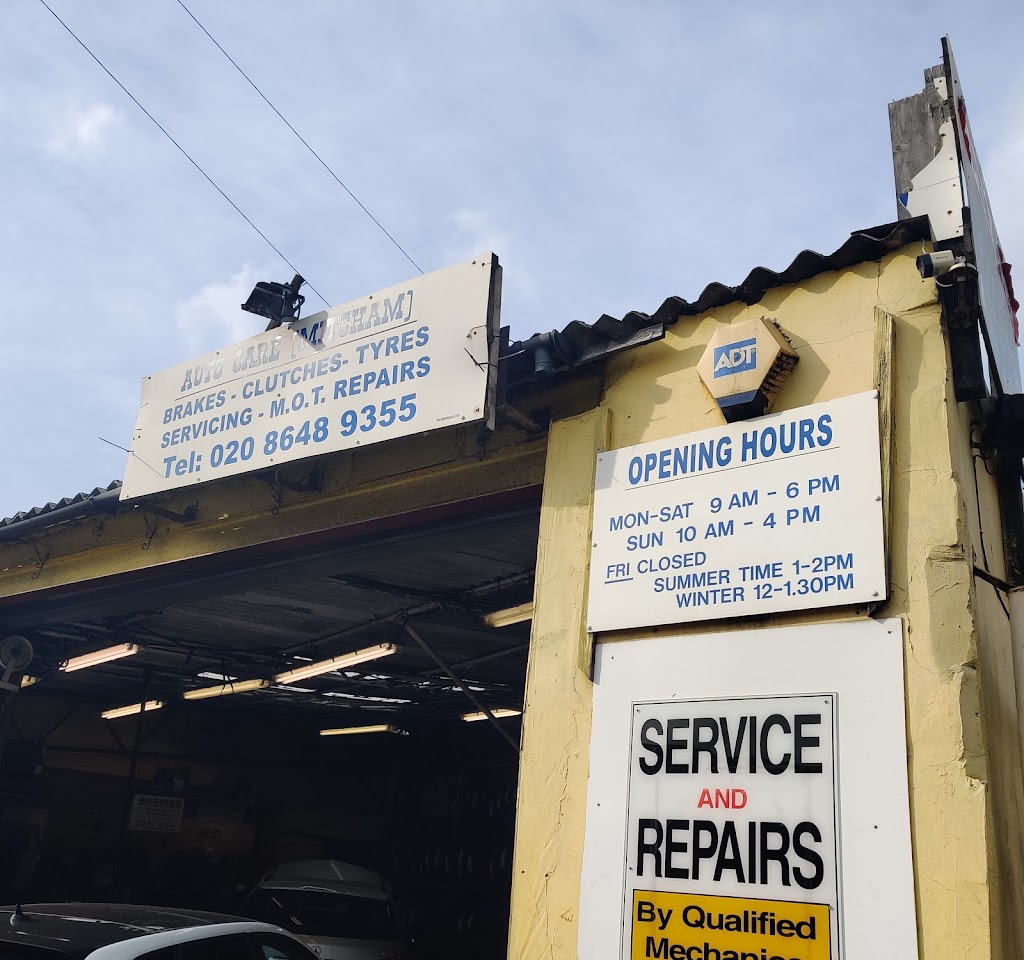 AUTO CARE (MITCHAM)
BRAKES - CLUTCHES- TYRES
SERVICING - M.O.T. REPAIRS
Tel: 020 8648 9355
ADT
OPENING HOURS
MON-SAT 9 AM - 6 PM
SUN 10 AM - 4 PM
FRI CLOSED
SUMMER TIME 1-2PM
WINTER 12-1.30PM
SERVICE
AND
REPAIRS
By Qualified
Mechanics
WARNING